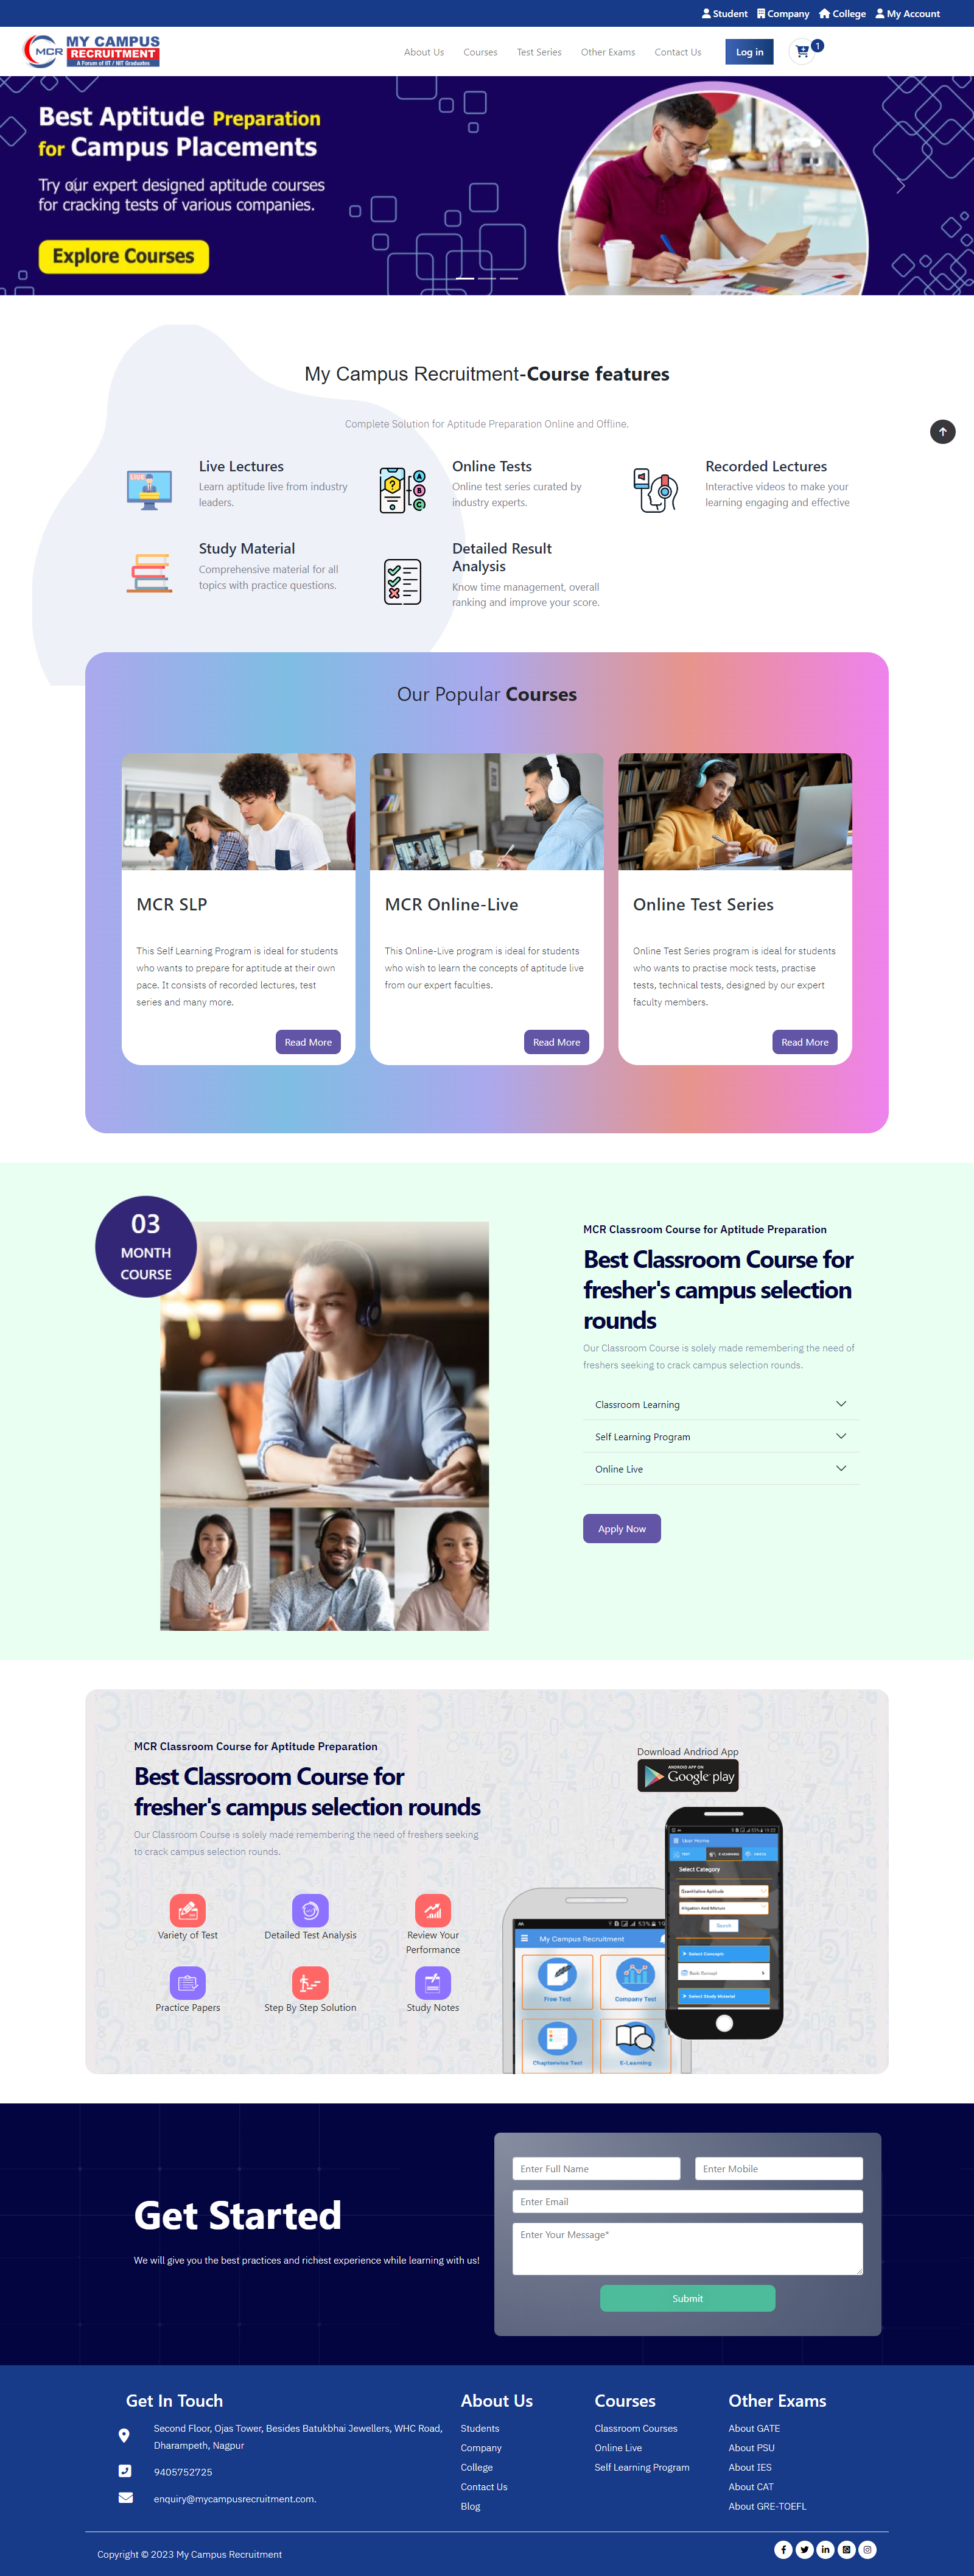 Student Company College My Account
MCR MY CAMPUS
RECRUITMENT
A Forum of IIT / NIT Graduates
About Us Courses Test Series Other Exams Contact Us Log in 1
Best Aptitude Preparation
for Campus Placements
Try our expert designed aptitude courses
for cracking tests of various companies.
Explore Courses
My Campus Recruitment-Course features
Complete Solution for Aptitude Preparation Online and Offline.
Live Lectures
Learn aptitude live from industry
leaders.
Online Tests
Online test series curated by
industry experts.
Recorded Lectures
Interactive videos to make your
learning engaging and effective
Study Material
Comprehensive material for all
topics with practice questions.
Detailed Result
Analysis
Know time management, overall
ranking and improve your score.
Our Popular Courses
MCR SLP
This Self Learning Program is ideal for students
who wants to prepare for aptitude at their own
pace. It consists of recorded lectures, test
series and many more.
Read More
MCR Online-Live
This Online-Live program is ideal for students
who wish to learn the concepts of aptitude live
from our expert faculties.
Read More
Online Test Series
Online Test Series program is ideal for students
who wants to practise mock tests, practise
tests, technical tests, designed by our expert
faculty members.
Read More
03
MONTH
COURSE
MCR Classroom Course for Aptitude Preparation
Best Classroom Course for
fresher's campus selection
rounds
Our Classroom Course is solely made remembering the need of
freshers seeking to crack campus selection rounds.
Classroom Learning
Self Learning Program
Online Live
Apply Now
MCR Classroom Course for Aptitude Preparation
Best Classroom Course for
fresher's campus selection rounds
Our Classroom Course is solely made remembering the need of freshers seeking
to crack campus selection rounds.
Variety of Test
Detailed Test Analysis
Review Your
Performance
Practice Papers
Step By Step Solution
Study Notes
Download Andriod App
ANDROID APP ON
Google play
User Home
Select Category
Quantitative Aptitude
Alligation And Mixture
Search
Select Concepts
Basic Concept
Select Study Material
My Campus Recruitment
Free Test
Company Test
Chapterwise Test
E-Learning
Get Started
We will give you the best practices and richest experience while learning with us!
Enter Full Name
Enter Mobile
Enter Email
Enter Your Message*
Submit
Get In Touch
Second Floor, Ojas Tower, Besides Batukbhai Jewellers, WHC Road,
Dharampeth, Nagpur
9405752725
enquiry@mycampusrecruitment.com.
About Us
Students
Company
College
Contact Us
Blog
Courses
Classroom Courses
Online Live
Self Learning Program
Other Exams
About GATE
About PSU
About IES
About CAT
About GRE-TOEFL
Copyright © 2023 My Campus Recruitment